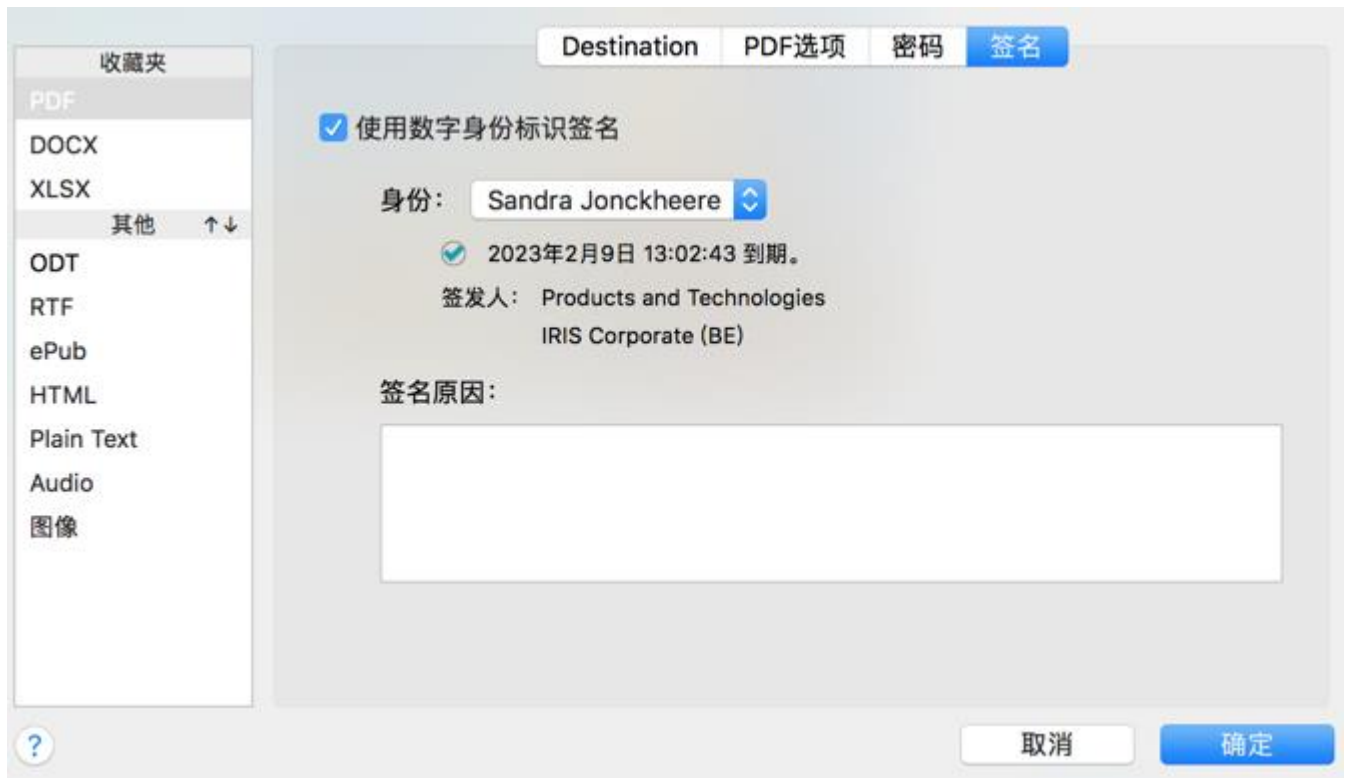 Destination PDF选项 密码 签名
收藏夹
PDF
DOCX
XLSX
其他 ↑↓
ODT
RTF
ePub
HTML
Plain Text
Audio
图像
使用数字身份标识签名
身份： Sandra Jonckheere
2023年2月9日 13:02:43 到期。
签发人： Products and Technologies
IRIS Corporate (BE)
签名原因：
?
取消 确定